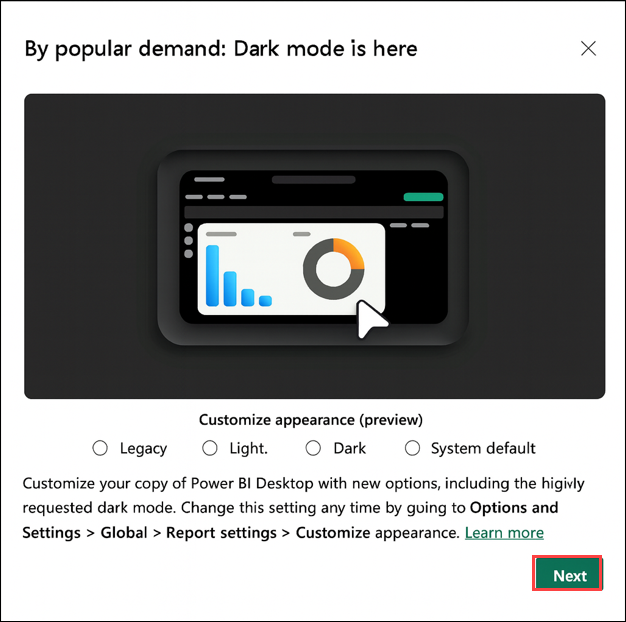 By popular demand: Dark mode is here
Customize appearance (preview)
Legacy Light. Dark System default
Customize your copy of Power BI Desktop with new options, including the higivly
requested dark mode. Change this setting any time by going to Options and
Settings > Global > Report settings > Customize appearance. Learn more
Next